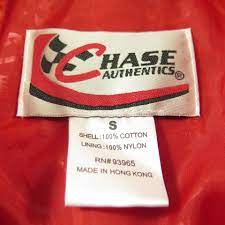 CHASE
AUTHENTICS®
S
SHELL: 100% COTTON
LINING: 100% NYLON
RN# 93965
MADE IN HONG KONG